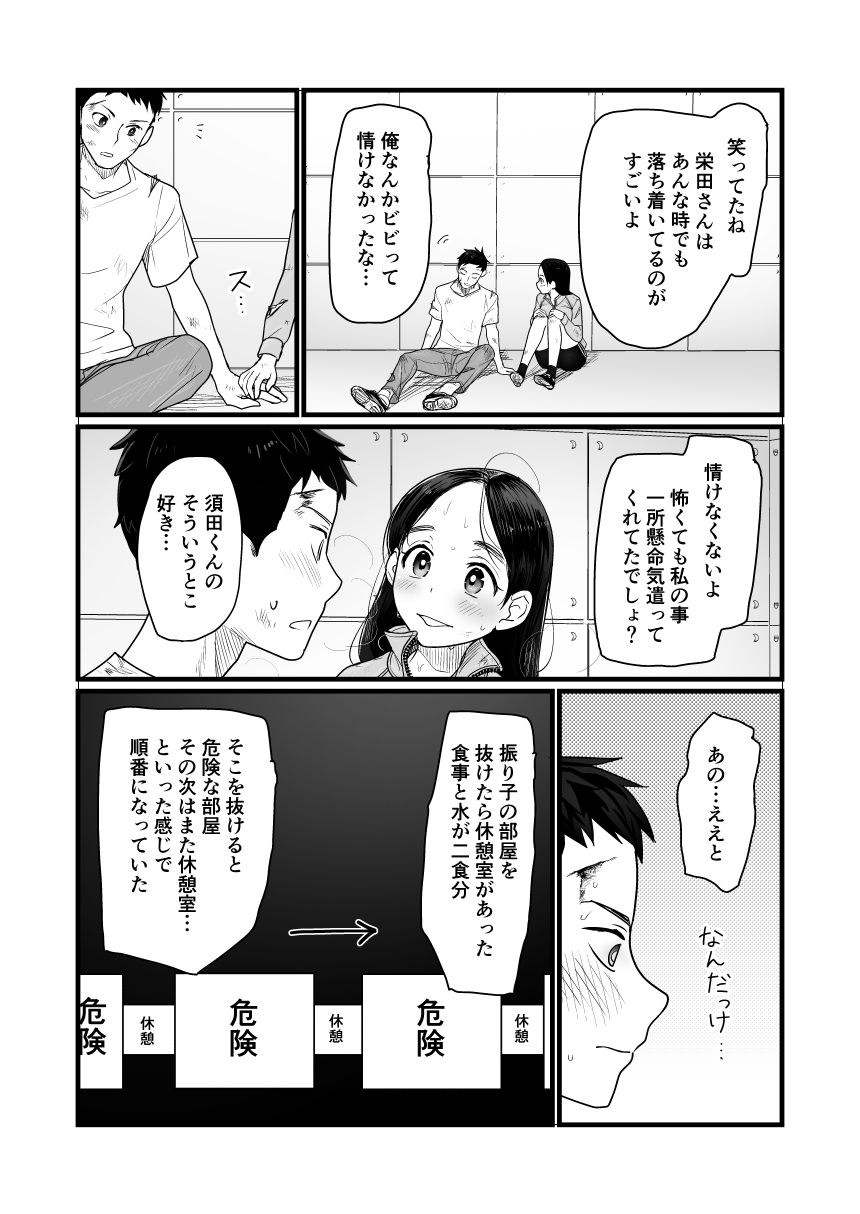 笑ってたね
栄田さんは
あんな時でも
落ち着いてるのが
すごいよ
俺なんかビビって
情けなかったな…
ス…
情けなくないよ
怖くても私の事
一所懸命気遣って
くれてたでしょ？
須田くんの
そういうとこ
好き…
あの…ええと
なんだっけ…
振り子の部屋を
抜けたら休憩室があった
食事と水が二食分
そこを抜けると
危険な部屋
その次はまた休憩室…
といった感じで
順番になっていた
危険
休憩
危険
休憩
危険
休憩